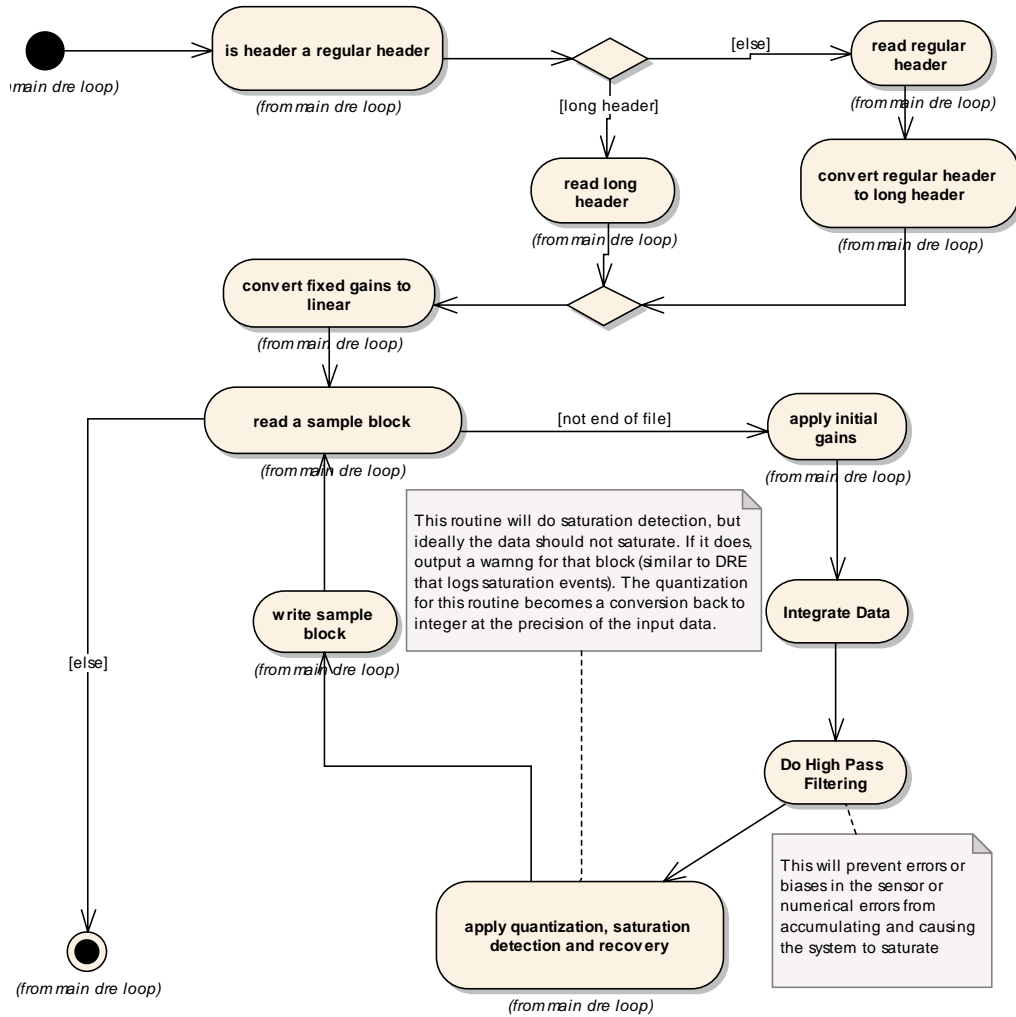 is header a regular header
[else]
read regular
header
main dre loop)
(from main dre loop)
[long header]
(from main dre loop)
read long
header
convert regular header
to long header
(from main dre loop)
(from main dre loop)
convert fixed gains to
linear
(from main dre loop)
read a sample block
[not end of file]
apply initial
gains
(from main dre loop)
(from main dre loop)
This routine will do saturation detection, but
ideally the data should not saturate. If it does,
output a warnng for that block (similar to DRE
that logs saturation events). The quantization
for this routine becomes a conversion back to
integer at the precision of the input data.
Integrate Data
write sample
block
(from main dre loop)
[else]
Do High Pass
Filtering
This will prevent errors or
biases in the sensor or
numerical errors from
accumulating and causing
the system to saturate
apply quantization, saturation
detection and recovery
(from main dre loop)
(from main dre loop)